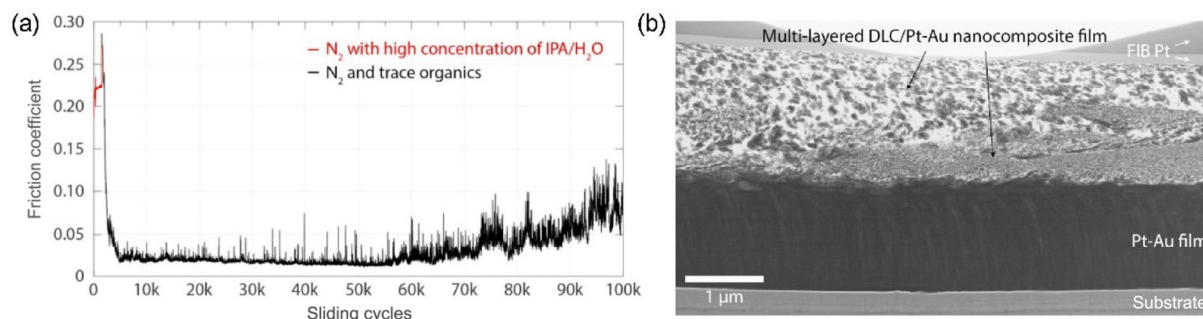 (a)
0.30
0.25
0.20
0.15
0.10
0.05
0
Friction coefficient
N₂ with high concentration of IPA/H₂O
N₂ and trace organics
0 10k 20k 30k 40k 50k 60k 70k 80k 90k 100k
Sliding cycles
(b)
Multi-layered DLC/Pt-Au nanocomposite film
FIB Pt
Pt-Au film
1 μm
Substrate